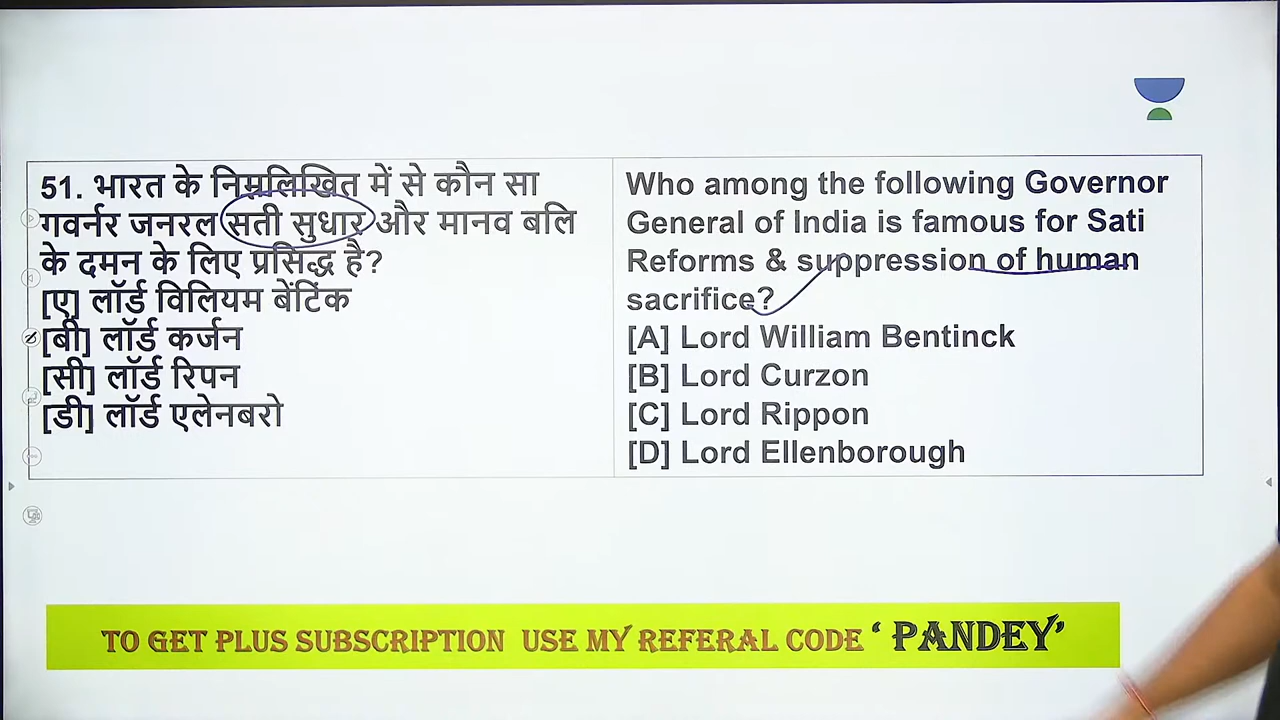 51. भारत के निम्नलिखित में से कौन सा
गवर्नर जनरल सती सुधार और मानव बलि
के दमन के लिए प्रसिद्ध है?
[ए] लॉर्ड विलियम बेंटिंक
[बी] लॉर्ड कर्जन
[सी] लॉर्ड रिपन
[डी] लॉर्ड एलेनबरो
Who among the following Governor
General of India is famous for Sati
Reforms & suppression of human
sacrifice?
[A] Lord William Bentinck
[B] Lord Curzon
[C] Lord Rippon
[D] Lord Ellenborough
TO GET PLUS SUBSCRIPTION USE MY REFERAL CODE ‘ PANDEY’